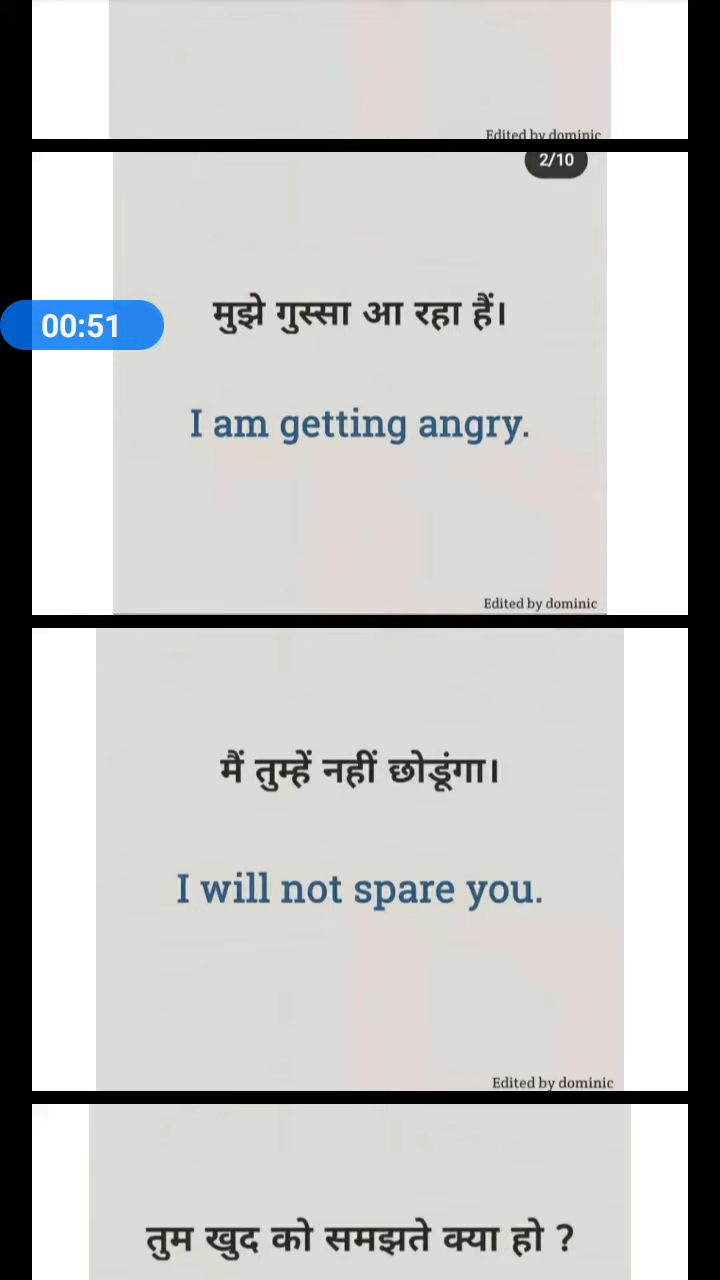 Edited by dominic
2/10
मुझे गुस्सा आ रहा हैं।
00:51
I am getting angry.
Edited by dominic
मैं तुम्हें नहीं छोडूंगा।
I will not spare you.
Edited by dominic
तुम खुद को समझते क्या हो ?